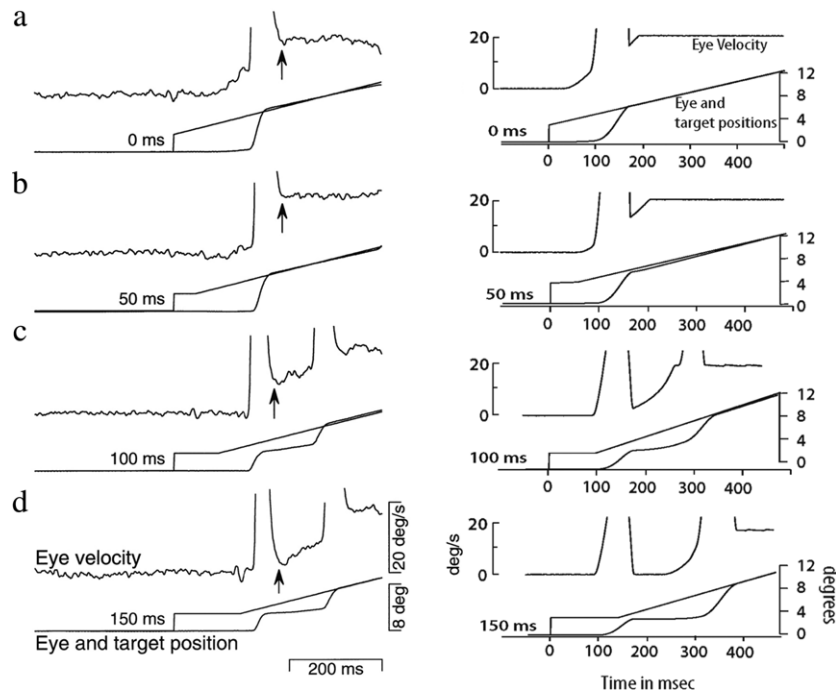 a
0 ms
b
50 ms
c
100 ms
d
Eye velocity
20 deg/s
150 ms
8 deg
Eye and target position
200 ms
20
0
Eye Velocity
Eye and
target positions
12
8
4
0
0 ms
0 100 200 300 400
20
0
12
8
4
0
50 ms
0 100 200 300 400
20
0
12
8
4
0
100 ms
0 100 200 300 400
20
0
deg/s
12
8
4
0
degrees
150 ms
0 100 200 300 400
Time in msec